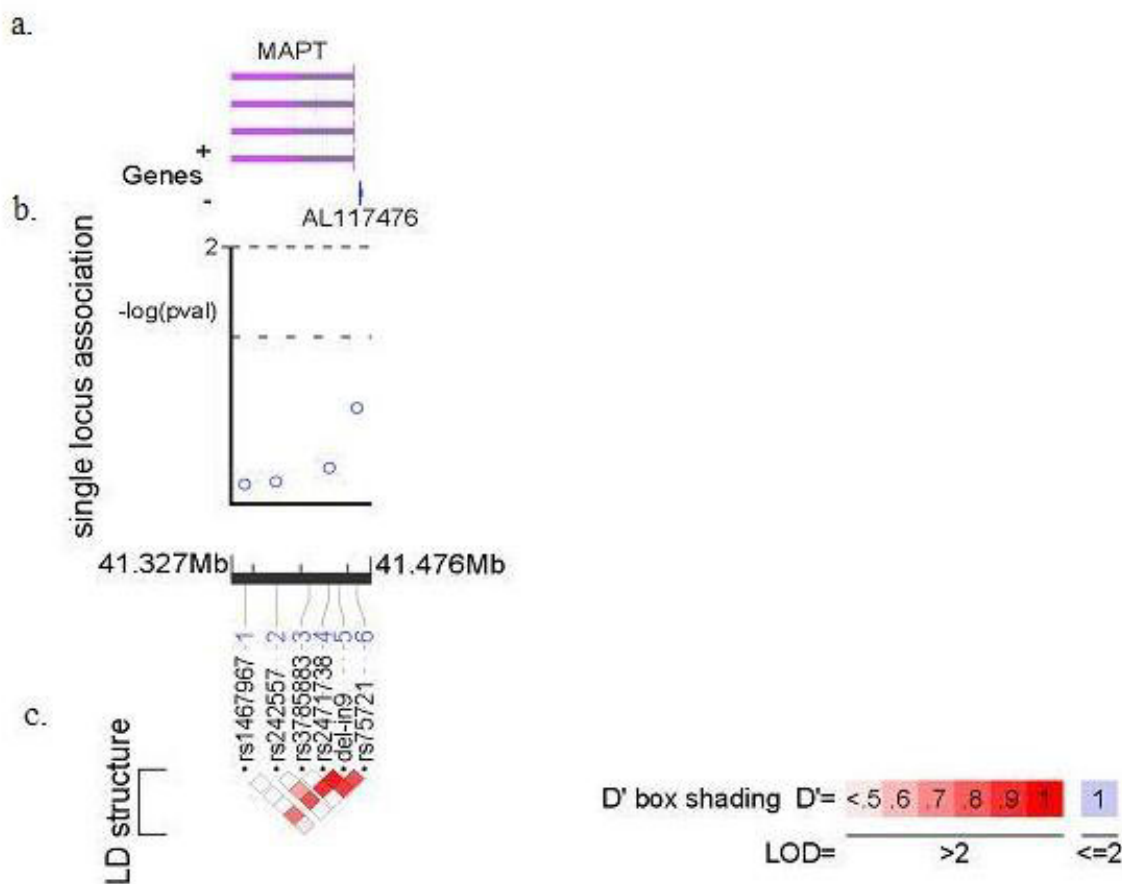 a.
MAPT
+
Genes
-
AL117476
b.
2
-log(pval)
single locus association
41.327Mb
41.476Mb
1
2
3
4
5
6
rs1467967
rs242557
rs3785883
rs2471738
del-in9
rs75721
c.
LD structure
D' box shading D'= <.5 .6 .7 .8 .9 1 1
LOD= >2 <=2